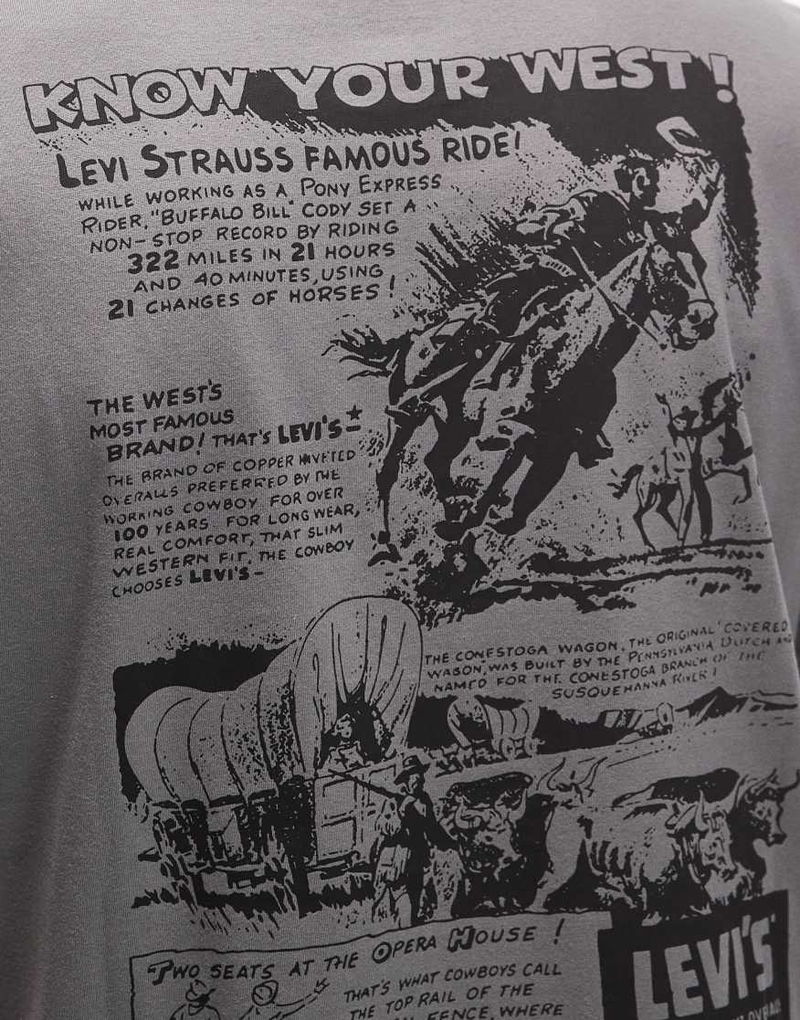 KNOW YOUR WEST!
LEVI STRAUSS FAMOUS RIDE!
WHILE WORKING AS A PONY EXPRESS
RIDER, "BUFFALO BILL" CODY SET A
NON-STOP RECORD BY RIDING
322 MILES IN 21 HOURS
AND 40 MINUTES, USING
21 CHANGES OF HORSES!
THE WEST'S
MOST FAMOUS
BRAND! THAT'S LEVI'S★
THE BRAND OF COPPER RIVETED
OVERALLS PREFERRED BY THE
WORKING COWBOY FOR OVER
100 YEARS. FOR LONG WEAR,
REAL COMFORT, THAT SLIM
WESTERN FIT, THE COWBOY
CHOOSES LEVI'S-
THE CONESTOGA WAGON, THE ORIGINAL 'COVERED
WAGON', WAS BUILT BY THE PENNSYLVANIA DUTCH AND
NAMED FOR THE CONESTOGA BRANCH OF THE
SUSQUEHANNA RIVER!
TWO SEATS AT THE OPERA HOUSE!
THAT'S WHAT COWBOYS CALL
THE TOP RAIL OF THE
FENCE, WHERE
LEVI'S